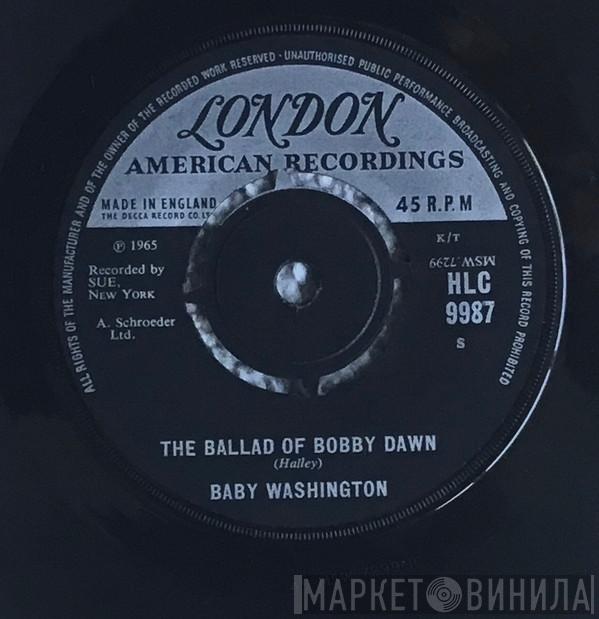 ALL RIGHTS OF THE MANUFACTURER AND OF THE OWNER OF THE RECORDED WORK RESERVED · UNAUTHORISED PUBLIC PERFORMANCE BROADCASTING AND COPYING OF THIS RECORD PROHIBITED
LONDON
AMERICAN RECORDINGS
MADE IN ENGLAND
THE DECCA RECORD CO.
45 R.P.M
℗ 1965
K/T
MSW.7299
Recorded by
SUE,
NEW YORK
HLC
9987
A. Schroeder
Ltd.
S
THE BALLAD OF BOBBY DAWN
(Halley)
BABY WASHINGTON
МАРКЕТ ВИНИЛА